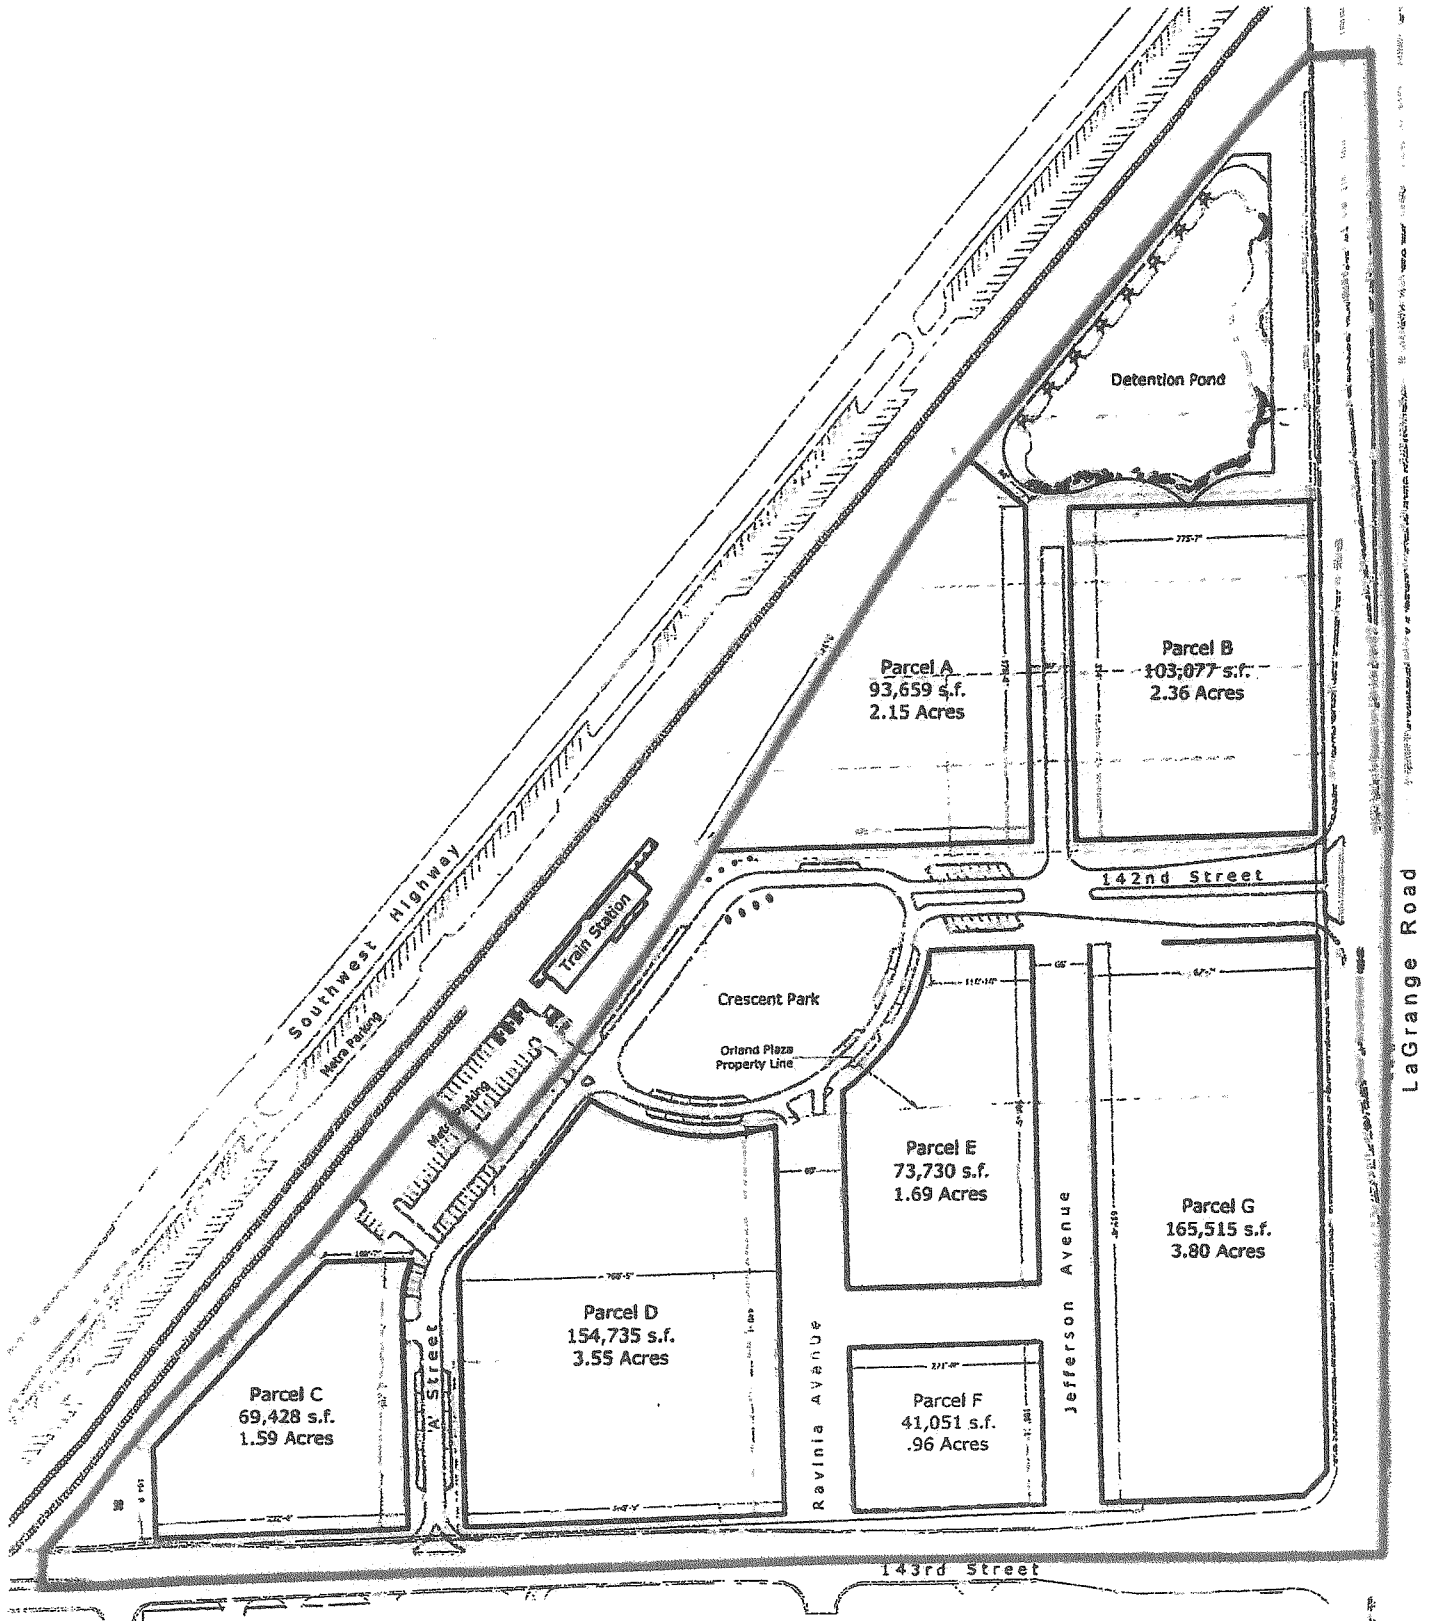 Detention Pond
275'-7"
Parcel A
93,659 s.f.
2.15 Acres
Parcel B
103,077 s.f.
2.36 Acres
142nd Street
Southwest Highway
Metra Parking
Train Station
Crescent Park
Orland Plaza
Property Line
LaGrange Road
Parcel E
73,730 s.f.
1.69 Acres
Parcel G
165,515 s.f.
3.80 Acres
Parking
Parcel D
154,735 s.f.
3.55 Acres
Parcel C
69,428 s.f.
1.59 Acres
'A' Street
Ravinia Avenue
Jefferson Avenue
Parcel F
41,051 s.f.
.96 Acres
143rd Street